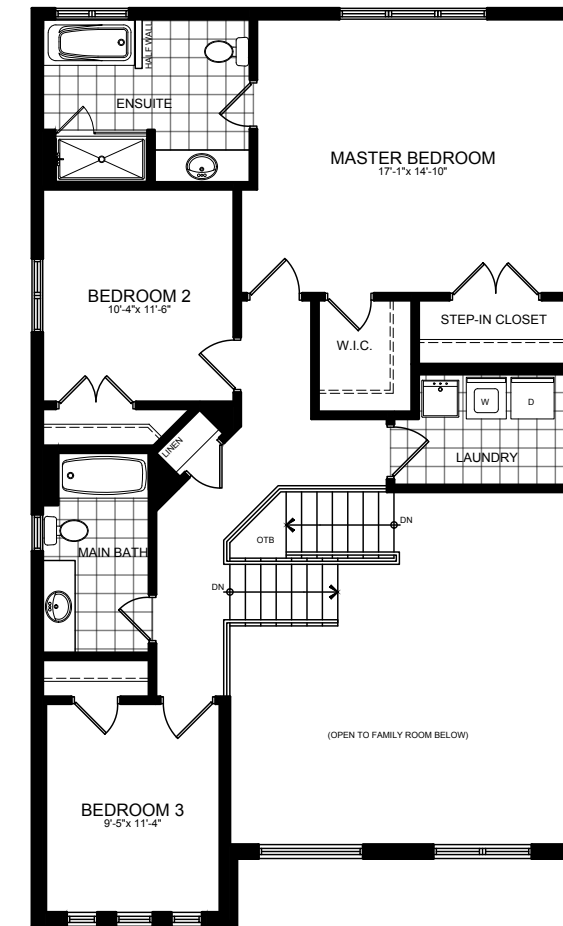 HALF WALL
ENSUITE
MASTER BEDROOM
17'-1"x 14'-10"
BEDROOM 2
10'-4"x 11'-6"
STEP-IN CLOSET
W.I.C.
W
D
LINEN
LAUNDRY
DN
OTB
MAIN BATH
DN
(OPEN TO FAMILY ROOM BELOW)
BEDROOM 3
9'-5"x 11'-4"